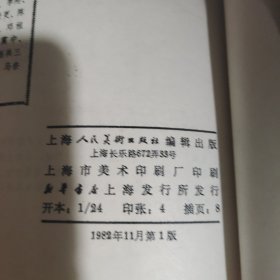 上海人民美術出版社编辑出版
上海长乐路672弄33号
上海市美术印刷厂印刷
新华书店上海发行所发行
开本：1/24　印张：4　插页：8
1982年11月第1版